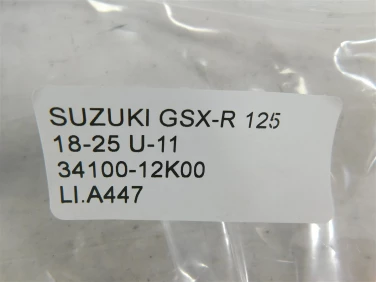 SUZUKI GSX-R 125
18-25 U-11
34100-12K00
LI.A447